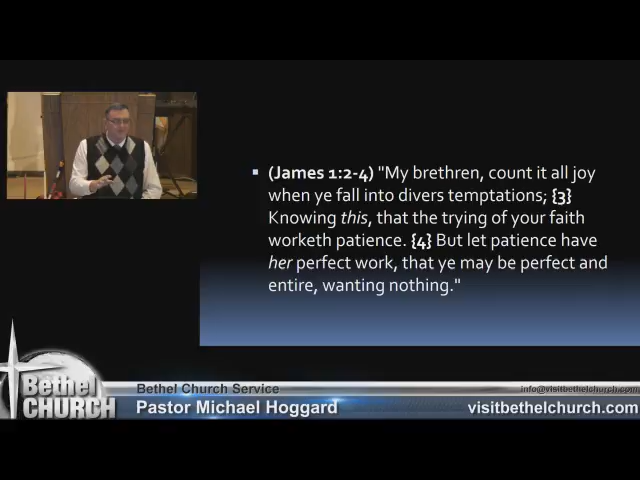 (James 1:2-4) "My brethren, count it all joy
when ye fall into divers temptations; {3}
Knowing this, that the trying of your faith
worketh patience. {4} But let patience have
her perfect work, that ye may be perfect and
entire, wanting nothing."
Bethel
CHURCH
Bethel Church Service
info@visitbethelchurch.com
Pastor Michael Hoggard
visitbethelchurch.com